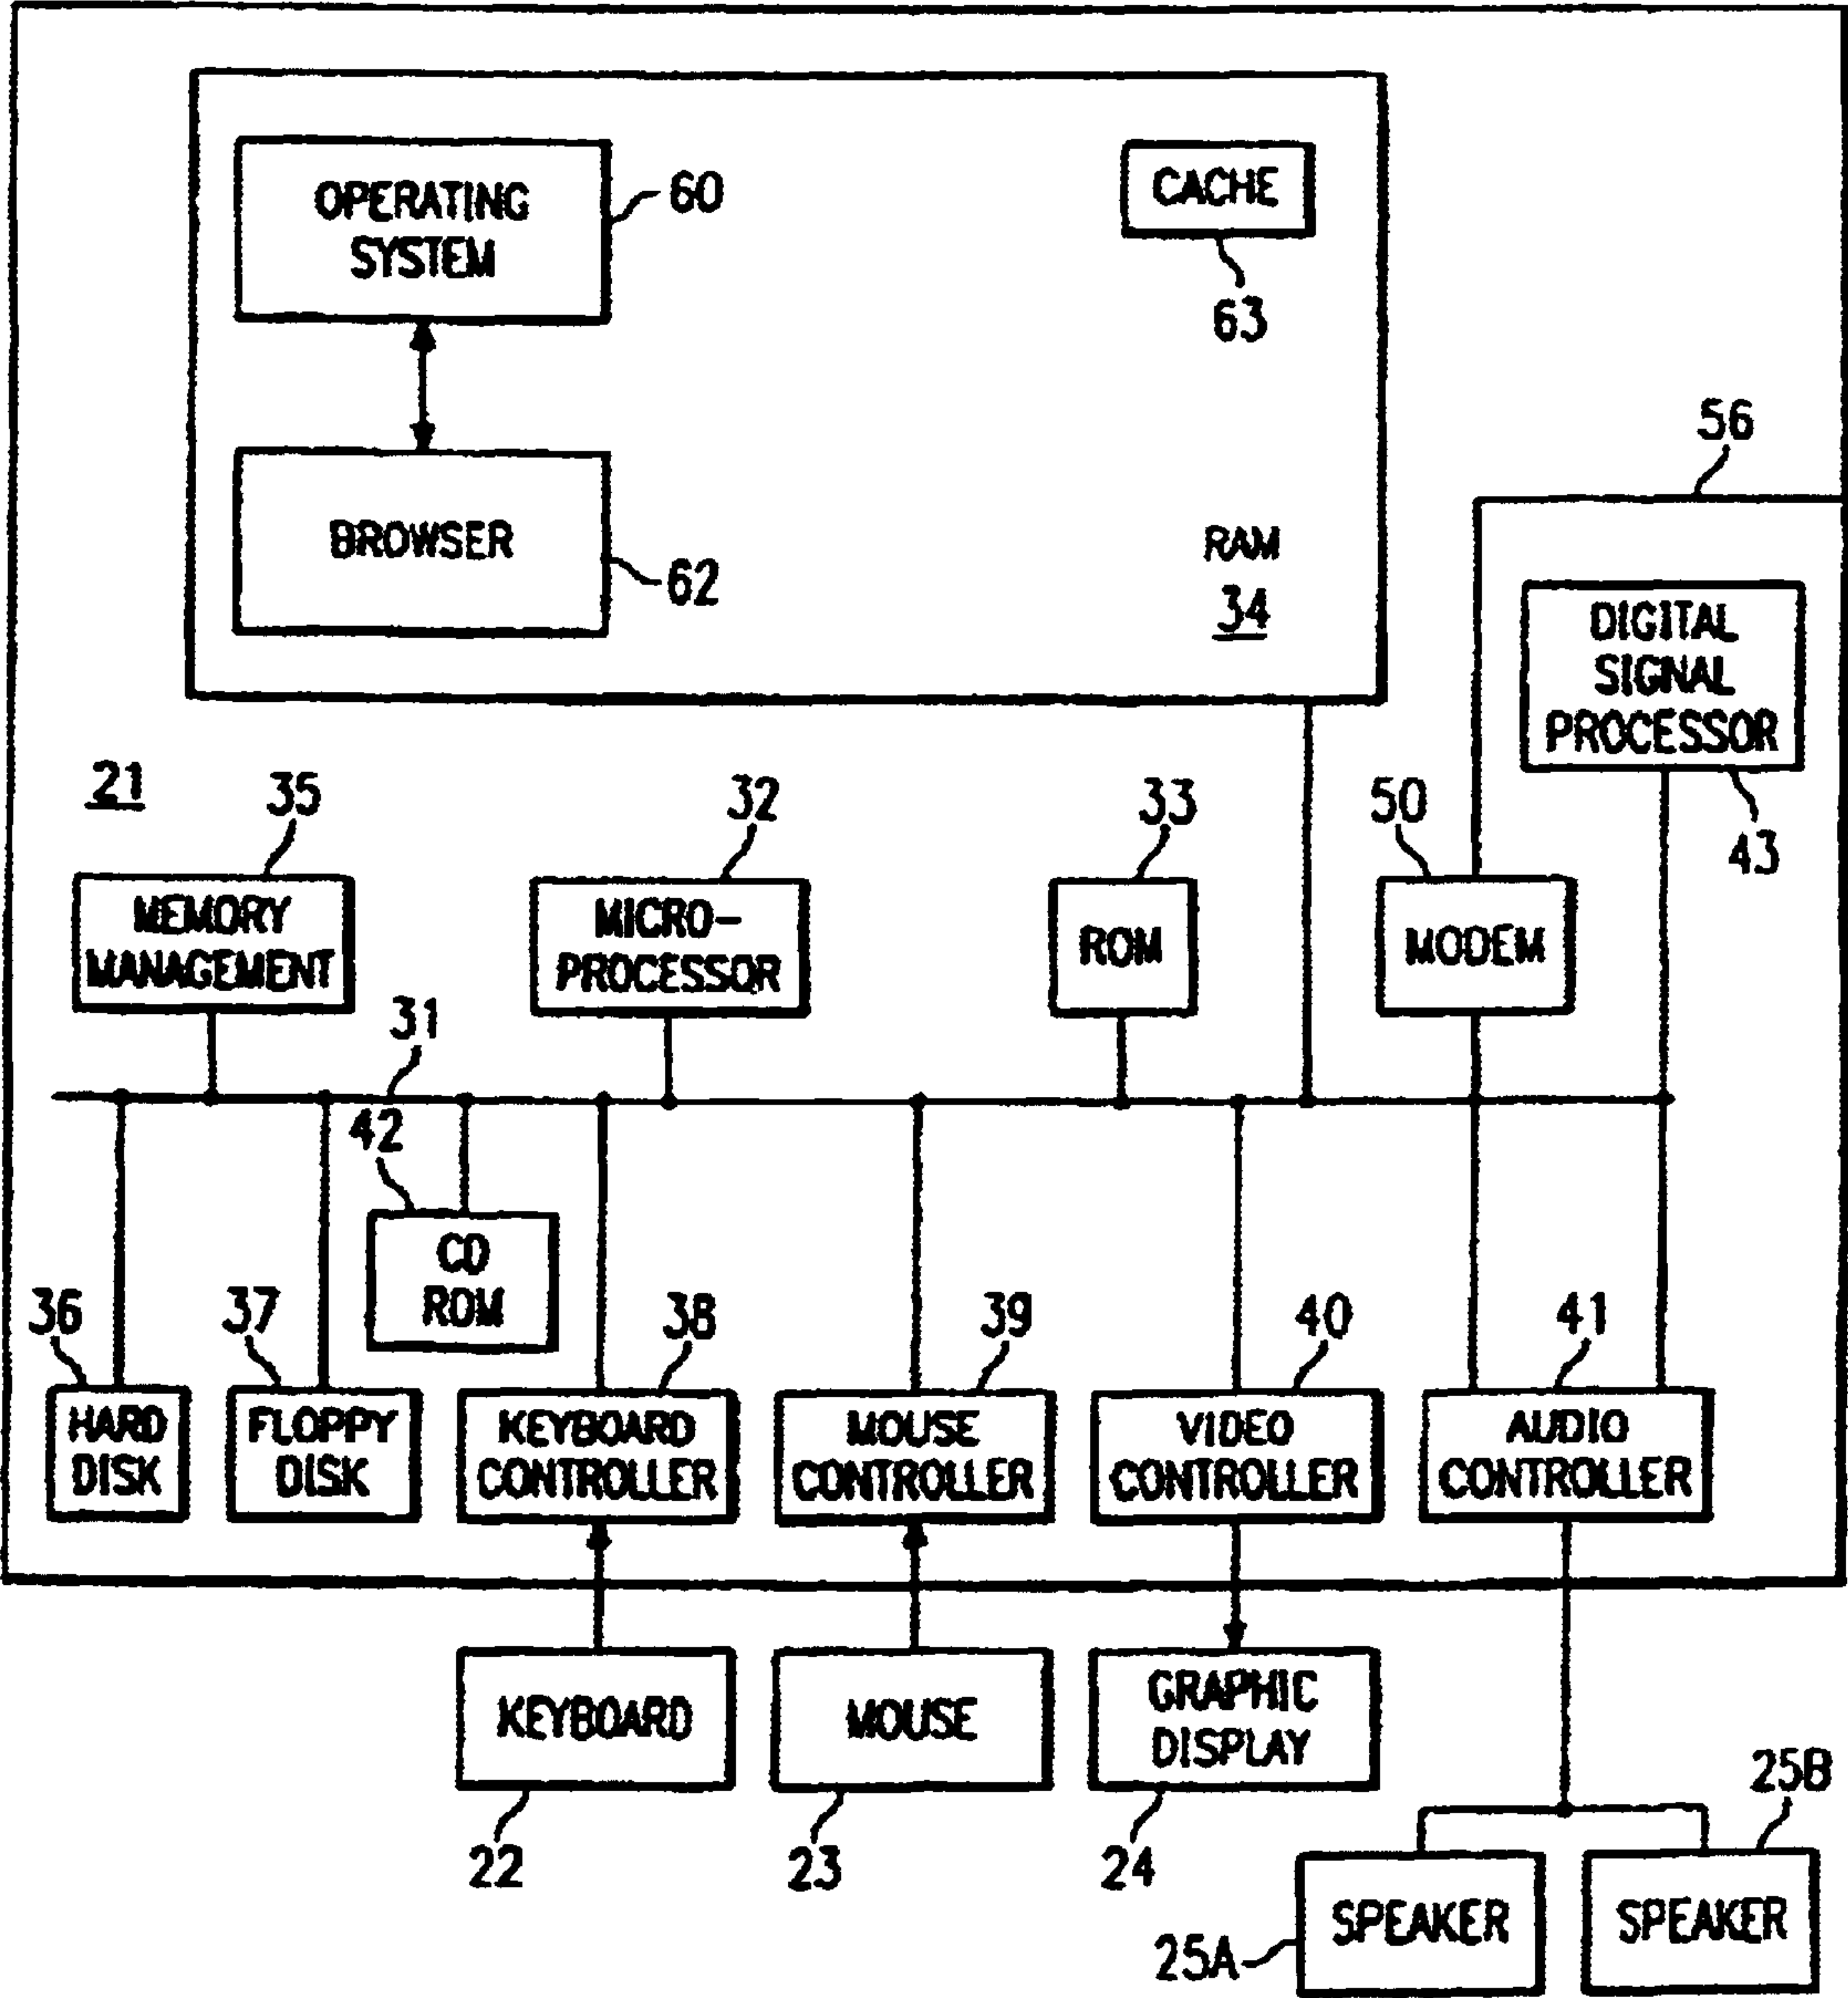 OPERATING
SYSTEM
60
CACHE
63
BROWSER
62
RAM
34
56
DIGITAL
SIGNAL
PROCESSOR
43
21
35
MEMORY
MANAGEMENT
32
MICRO-
PROCESSOR
33
ROM
50
MODEM
31
42
CD
ROM
36
HARD
DISK
37
FLOPPY
DISK
38
KEYBOARD
CONTROLLER
39
MOUSE
CONTROLLER
40
VIDEO
CONTROLLER
41
AUDIO
CONTROLLER
KEYBOARD
22
MOUSE
23
GRAPHIC
DISPLAY
24
25A
SPEAKER
25B
SPEAKER